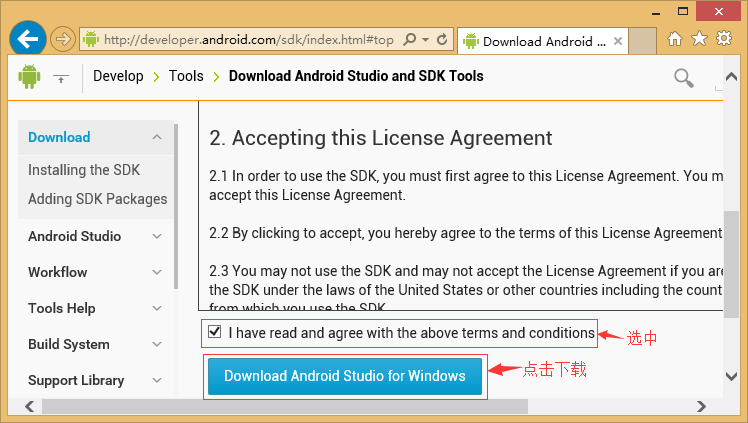 http://developer.android.com/sdk/index.html#top
Download Android ...
Develop > Tools > Download Android Studio and SDK Tools
Download
Installing the SDK
Adding SDK Packages
Android Studio
Workflow
Tools Help
Build System
Support Library
2. Accepting this License Agreement
2.1 In order to use the SDK, you must first agree to this License Agreement. You m
accept this License Agreement.
2.2 By clicking to accept, you hereby agree to the terms of this License Agreement
2.3 You may not use the SDK and may not accept the License Agreement if you are
the SDK under the laws of the United States or other countries including the count
from which you use the SDK
I have read and agree with the above terms and conditions
选中
Download Android Studio for Windows
点击下载